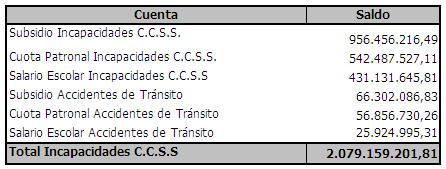 Cuenta Saldo
Subsidio Incapacidades C.C.S.S. 956.456.216,49
Cuota Patronal Incapacidades C.C.S.S. 542.487.527,11
Salario Escolar Incapacidades C.C.S.S 431.131.645,81
Subsidio Accidentes de Tránsito 66.302.086,83
Cuota Patronal Accidentes de Tránsito 56.856.730,26
Salario Escolar Accidentes de Tránsito 25.924.995,31
Total Incapacidades C.C.S.S 2.079.159.201,81